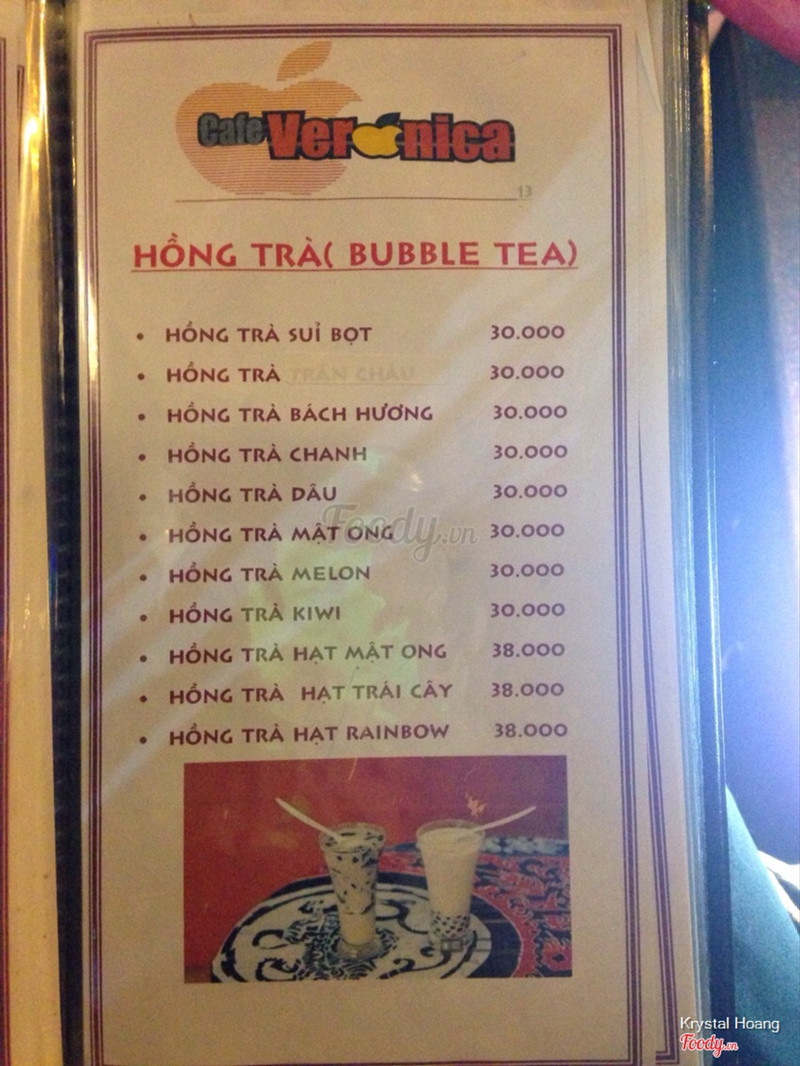 Cafe Veronica
13
HỒNG TRÀ( BUBBLE TEA)
• HỒNG TRÀ SUỈ BỌT 30.000
• HỒNG TRÀ TRÂN CHÂU 30.000
• HỒNG TRÀ BÁCH HƯƠNG 30.000
• HỒNG TRÀ CHANH 30.000
• HỒNG TRÀ DÂU 30.000
• HỒNG TRÀ MẬT ONG 30.000
• HỒNG TRÀ MELON 30.000
• HỒNG TRÀ KIWI 30.000
• HỒNG TRÀ HẠT MẬT ONG 38.000
• HỒNG TRÀ HẠT TRÁI CÂY 38.000
• HỒNG TRÀ HẠT RAINBOW 38.000
Foody.vn
Krystal Hoang
Foody.vn